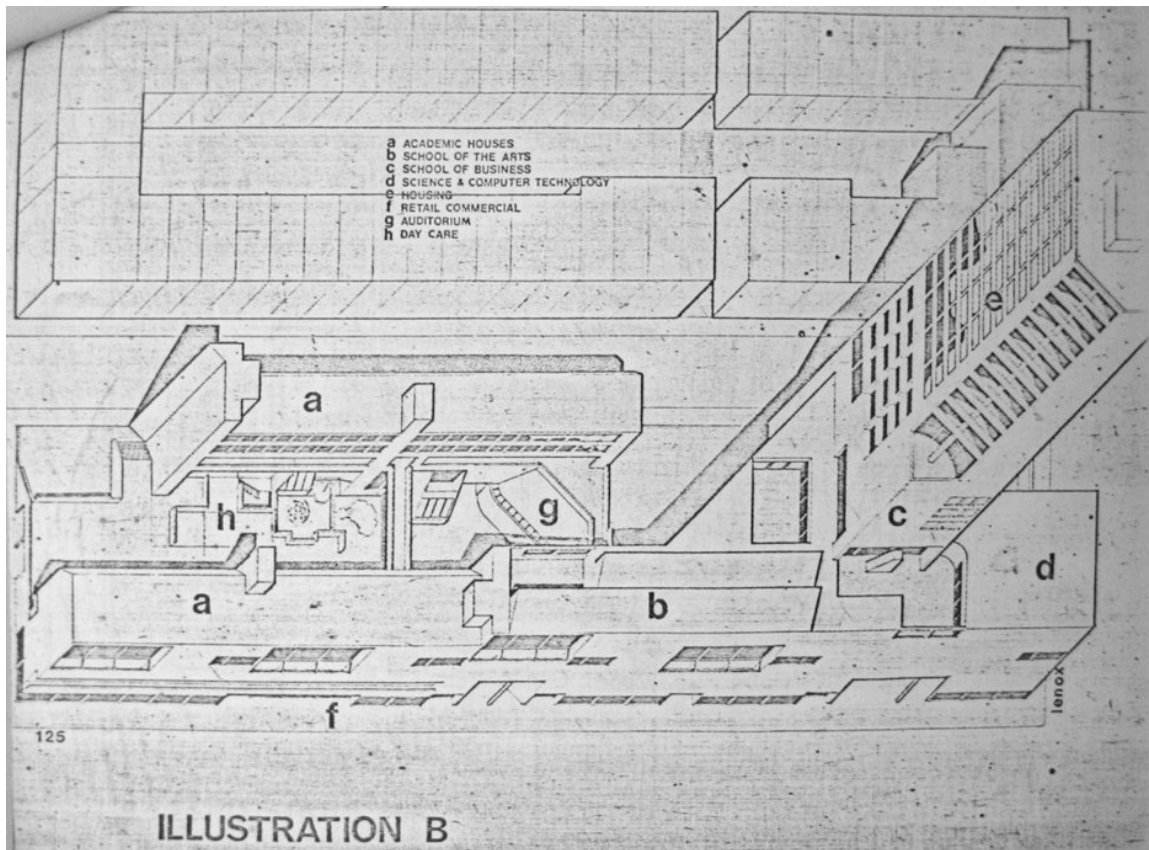 a ACADEMIC HOUSES
b SCHOOL OF THE ARTS
c SCHOOL OF BUSINESS
d SCIENCE & COMPUTER TECHNOLOGY
e HOUSING
f RETAIL COMMERCIAL
g AUDITORIUM
h DAY CARE
e
a
h
g
c
a
b
d
f
lenox
125
ILLUSTRATION B